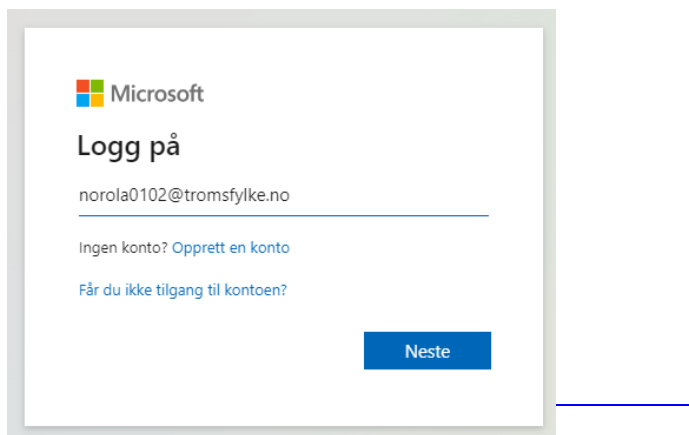 Microsoft
Logg på
norola0102@tromsfylke.no
Ingen konto? Opprett en konto
Får du ikke tilgang til kontoen?
Neste